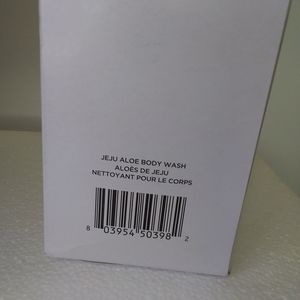 JEJU ALOE BODY WASH
ALOÈS DE JEJU
NETTOYANT POUR LE CORPS
8 03954 50398 2